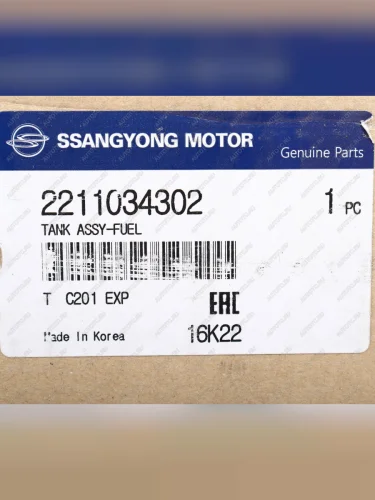 SSANGYONG MOTOR
Genuine Parts
2211034302 1 PC
TANK ASSY-FUEL
T C201 EXP EAC
Made In Korea 16K22